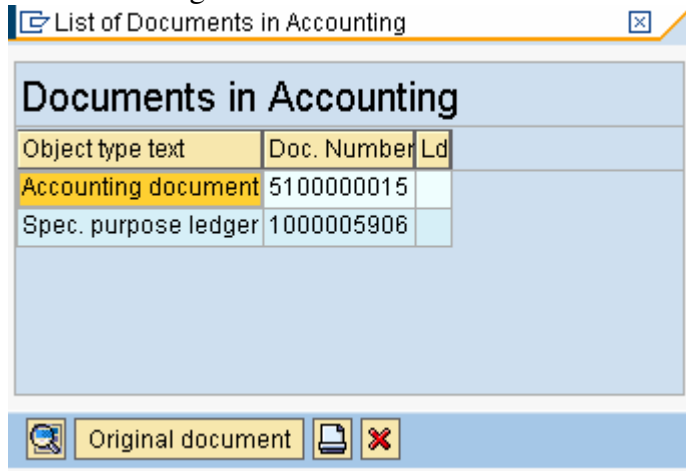 List of Documents in Accounting
Documents in Accounting
Object type text Doc. Number Ld
Accounting document 5100000015
Spec. purpose ledger 1000005906
Original document